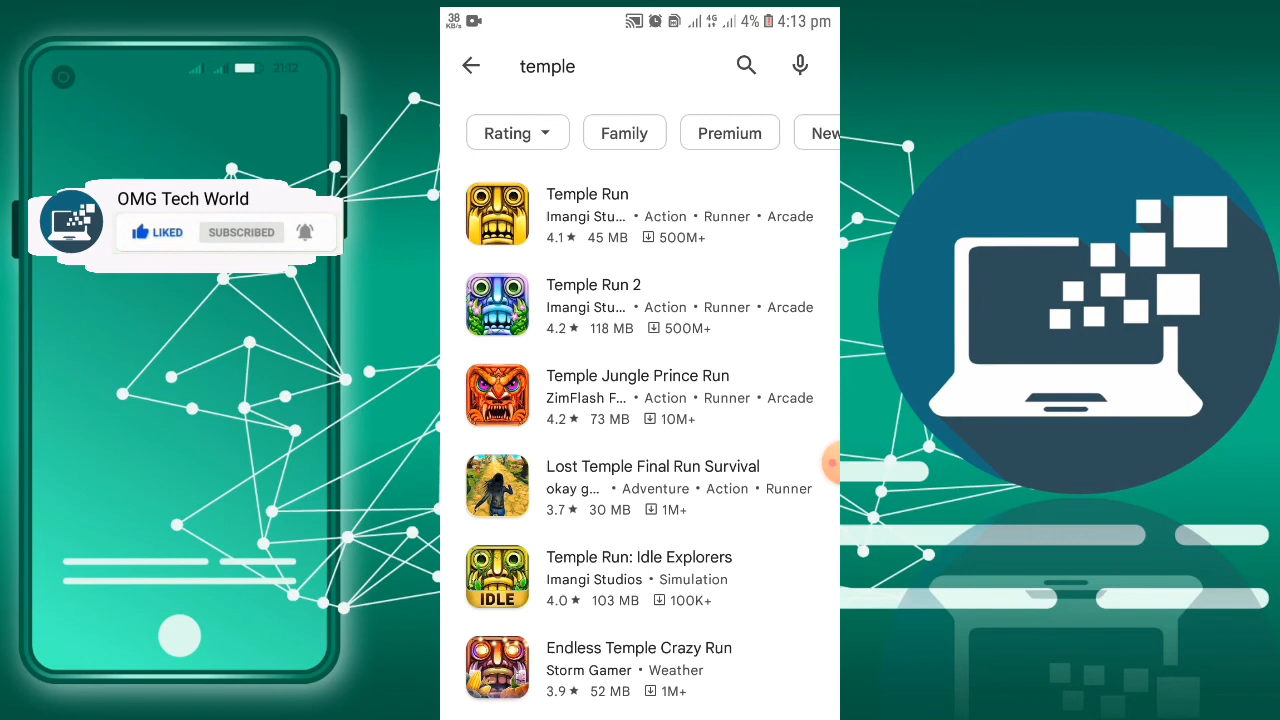 21:12
OMG Tech World
LIKED
SUBSCRIBED
38
KB/s
4G
4%
4:13 pm
temple
Rating
Family
Premium
New
Temple Run
Imangi Stu... • Action • Runner • Arcade
4.1★ 45 MB 500M+
Temple Run 2
Imangi Stu... • Action • Runner • Arcade
4.2★ 118 MB 500M+
Temple Jungle Prince Run
ZimFlash F... • Action • Runner • Arcade
4.2★ 73 MB 10M+
Lost Temple Final Run Survival
okay g... • Adventure • Action • Runner
3.7★ 30 MB 1M+
IDLE
Temple Run: Idle Explorers
Imangi Studios • Simulation
4.0★ 103 MB 100K+
Endless Temple Crazy Run
Storm Gamer • Weather
3.9★ 52 MB 1M+